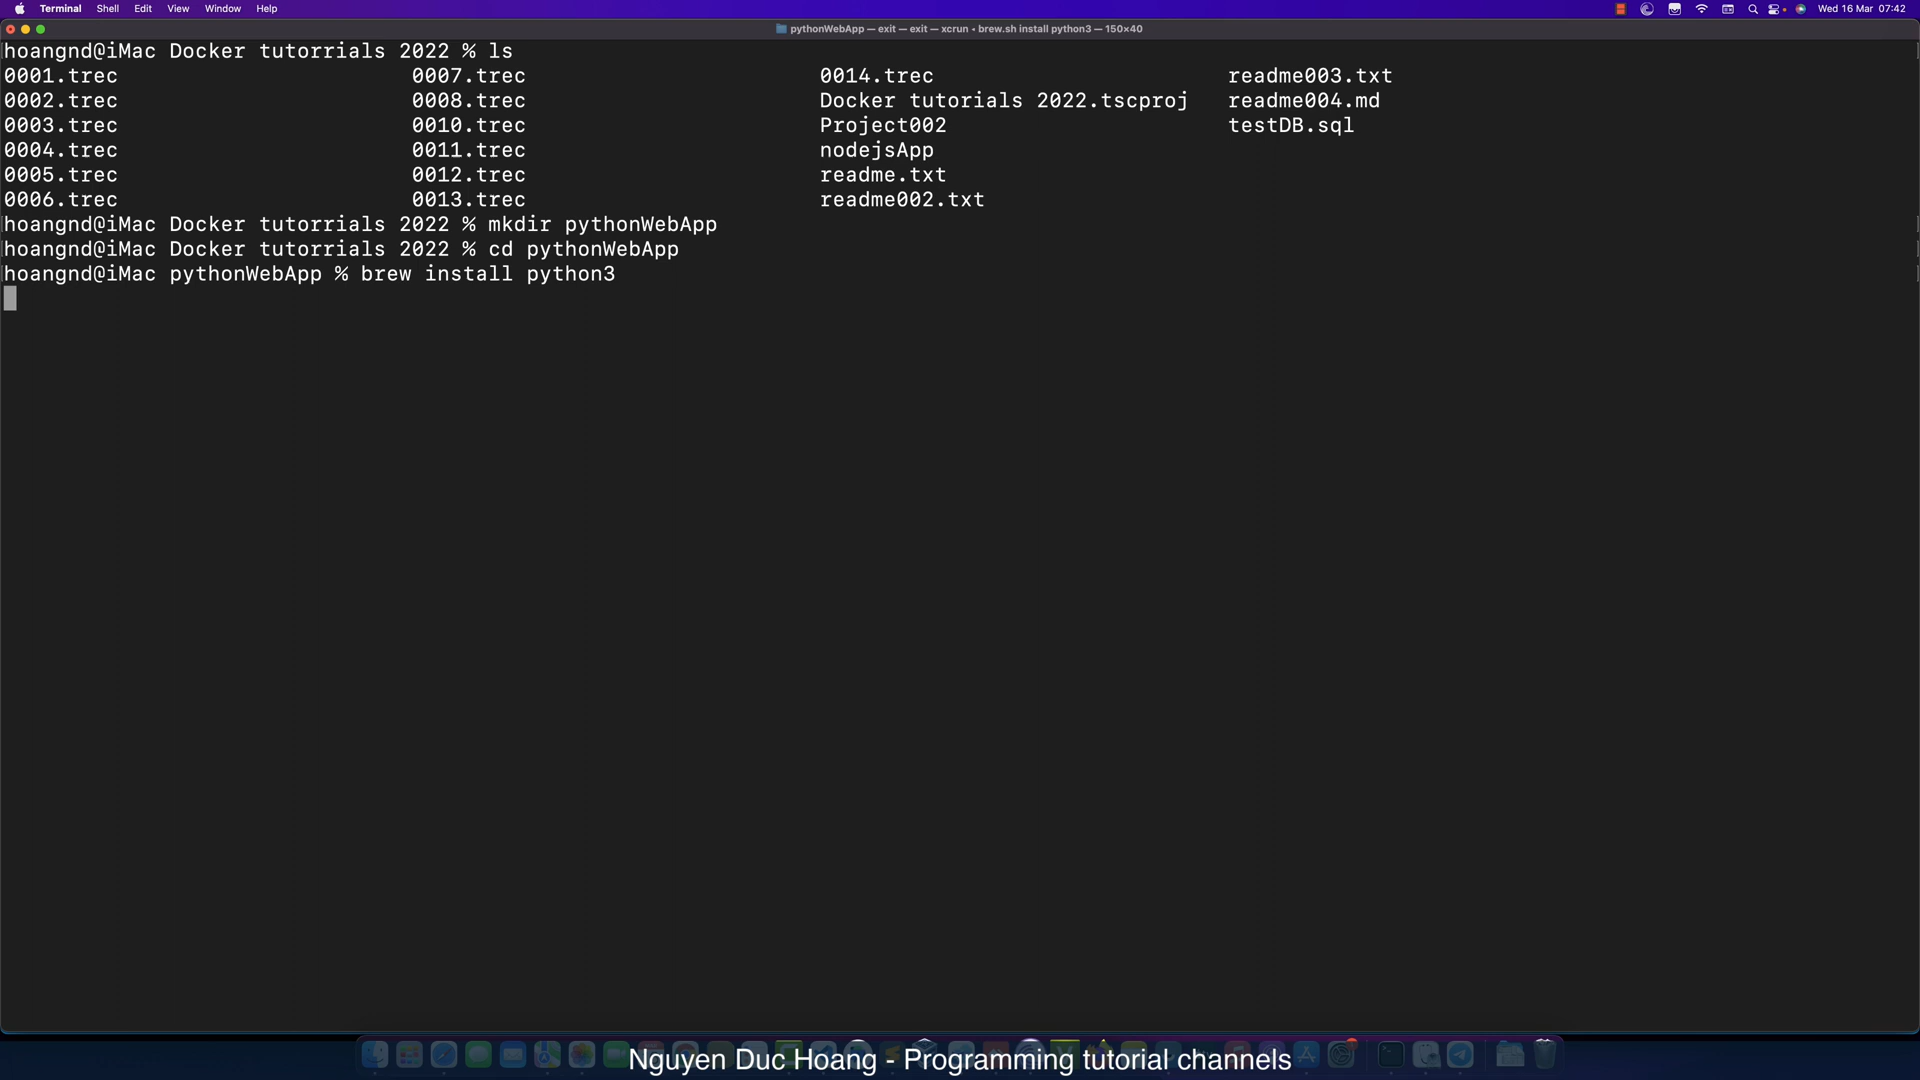 Terminal Shell Edit View Window Help Wed 16 Mar 07:42
pythonWebApp — exit — exit — xcrun • brew.sh install python3 — 150×40
hoangnd@iMac Docker tutorrials 2022 % ls
0001.trec 0007.trec 0014.trec readme003.txt
0002.trec 0008.trec Docker tutorials 2022.tscproj readme004.md
0003.trec 0010.trec Project002 testDB.sql
0004.trec 0011.trec nodejsApp
0005.trec 0012.trec readme.txt
0006.trec 0013.trec readme002.txt
hoangnd@iMac Docker tutorrials 2022 % mkdir pythonWebApp
hoangnd@iMac Docker tutorrials 2022 % cd pythonWebApp
hoangnd@iMac pythonWebApp % brew install python3
Nguyen Duc Hoang - Programming tutorial channels